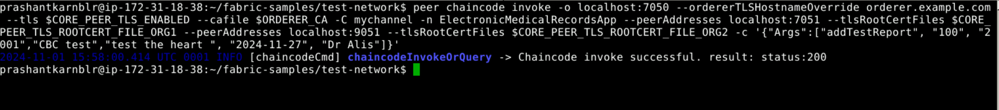 prashantkarnblr@ip-172-31-18-38:~/fabric-samples/test-network$ peer chaincode invoke -o localhost:7050 --ordererTLSHostnameOverride orderer.example.com
 --tls $CORE_PEER_TLS_ENABLED --cafile $ORDERER_CA -C mychannel -n ElectronicMedicalRecordsApp --peerAddresses localhost:7051 --tlsRootCertFiles $CORE_
PEER_TLS_ROOTCERT_FILE_ORG1 --peerAddresses localhost:9051 --tlsRootCertFiles $CORE_PEER_TLS_ROOTCERT_FILE_ORG2 -c '{"Args":["addTestReport", "100", "2
001","CBC test","test the heart ", "2024-11-27", "Dr Alis"]}'
2024-11-01 15:58:00.414 UTC 0001 INFO [chaincodeCmd] chaincodeInvokeOrQuery -> Chaincode invoke successful. result: status:200
prashantkarnblr@ip-172-31-18-38:~/fabric-samples/test-network$